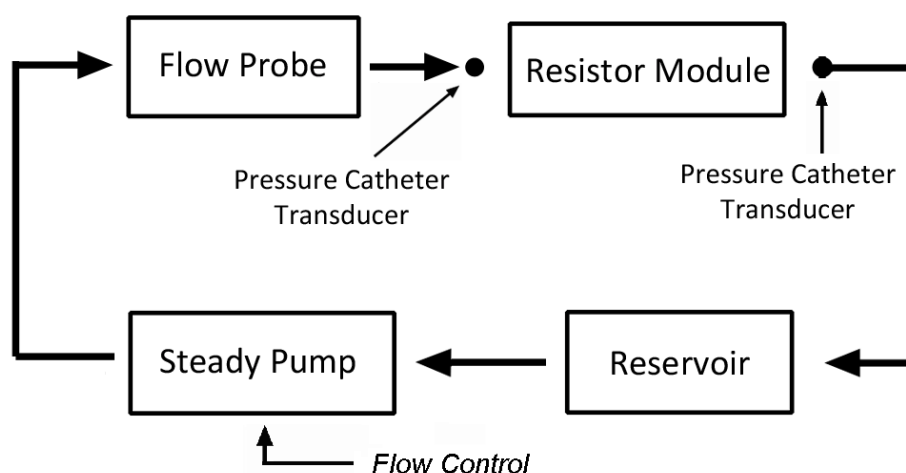 Flow Probe
Resistor Module
Pressure Catheter
Transducer
Pressure Catheter
Transducer
Steady Pump
Reservoir
Flow Control